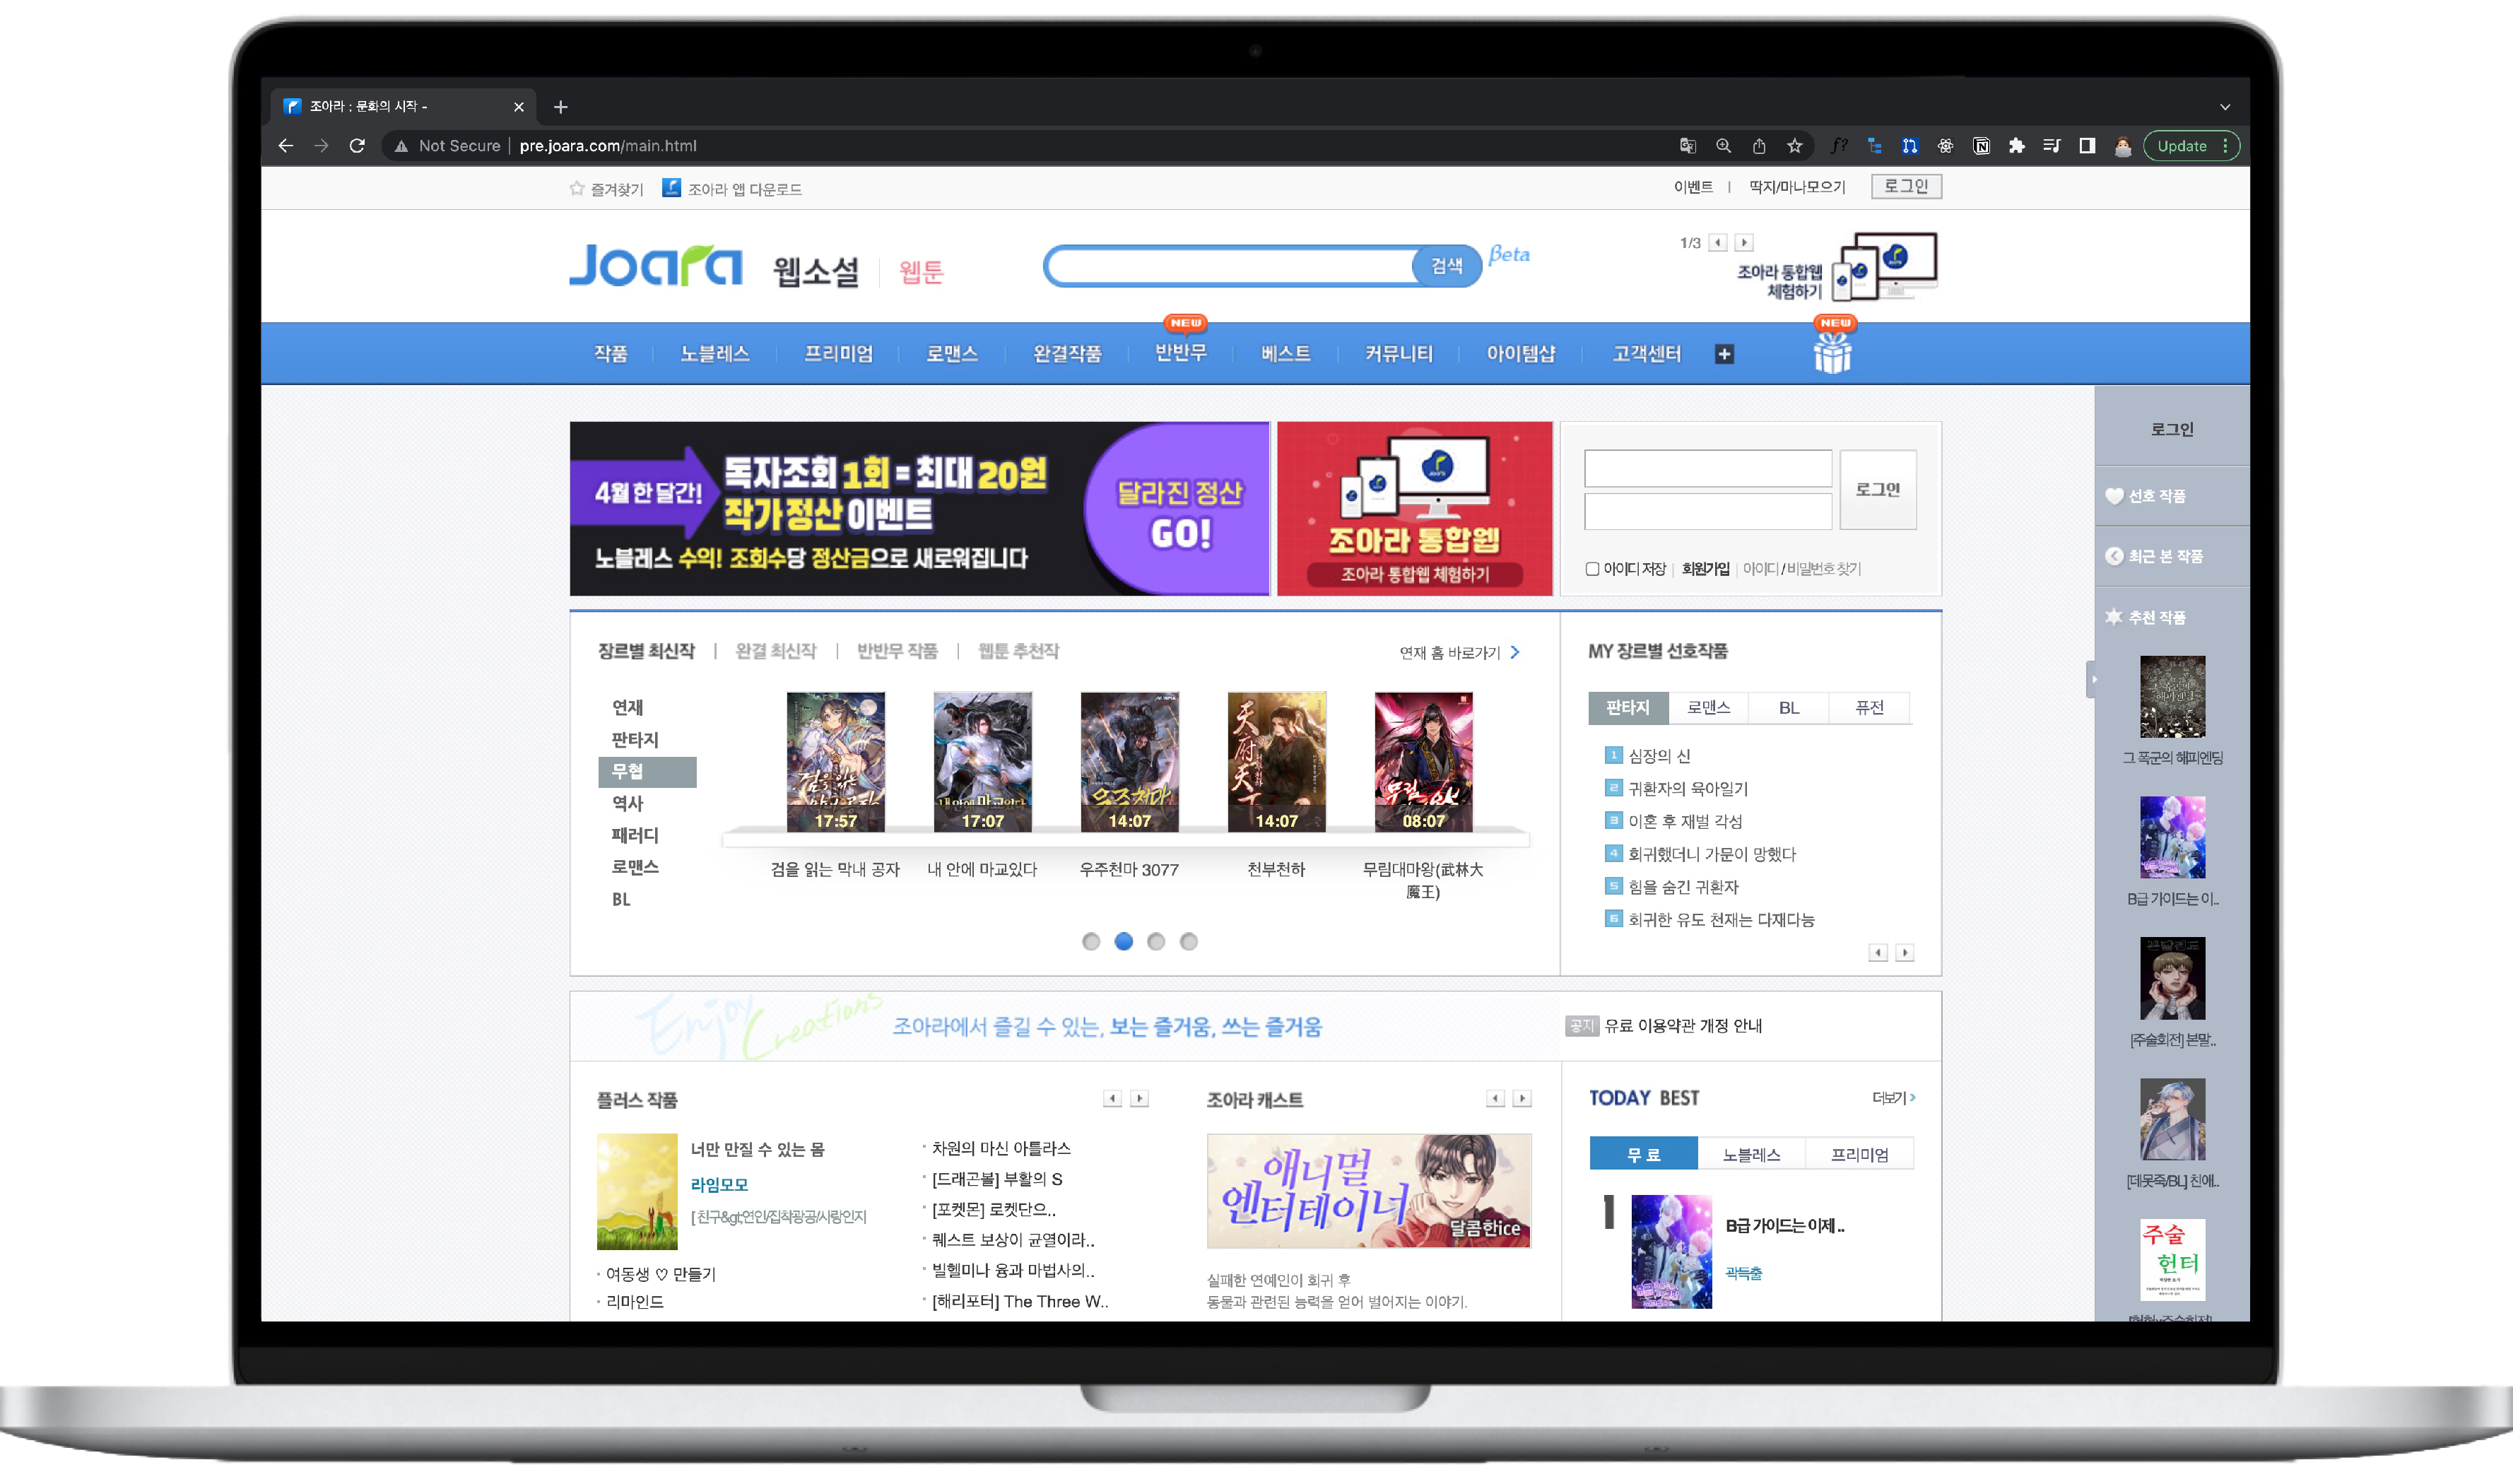 조아라 : 문화의 시작 -
Not Secure | pre.joara.com/main.html
Update
즐겨찾기 조아라 앱 다운로드
이벤트 | 딱지/마나모으기 로그인
Joara 웹소설 웹툰
검색 βeta
1/3
조아라 통합웹
체험하기
NEW NEW
작품 노블레스 프리미엄 로맨스 완결작품 반반무 베스트 커뮤니티 아이템샵 고객센터
4월 한 달간!
독자조회 1회 = 최대 20원
작가정산 이벤트
노블레스 수익! 조회수당 정산금으로 새로워집니다
달라진 정산
GO!
조아라 통합웹
조아라 통합웹 체험하기
로그인
아이디 저장 | 회원가입 | 아이디 / 비밀번호 찾기
장르별 최신작 | 완결 최신작 | 반반무 작품 | 웹툰 추천작
연재 홈 바로가기
연재
판타지
무협
역사
패러디
로맨스
BL
17:57 17:07 14:07 14:07 08:07
검을 읽는 막내 공자
내 안에 마교있다
우주천마 3077
천부천하
무림대마왕(武林大
魔王)
MY 장르별 선호작품
판타지 로맨스 BL 퓨전
1 심장의 신
2 귀환자의 육아일기
3 이혼 후 재벌 각성
4 회귀했더니 가문이 망했다
5 힘을 숨긴 귀환자
6 회귀한 유도 천재는 다재다능
Enjoy Creations
조아라에서 즐길 수 있는, 보는 즐거움, 쓰는 즐거움
공지 유료 이용약관 개정 안내
플러스 작품
너만 만질 수 있는 몸
라임모모
[ 친구&gt;연인/집착광공/사랑인지
· 여동생 ♡ 만들기
· 리마인드
· 차원의 마신 아틀라스
· [드래곤볼] 부활의 S
· [포켓몬] 로켓단으..
· 퀘스트 보상이 균열이라..
· 빌헬미나 융과 마법사의..
· [해리포터] The Three W..
조아라 캐스트
애니멀
엔터테이너
달콤한ice
실패한 연예인이 회귀 후
동물과 관련된 능력을 얻어 벌어지는 이야기.
TODAY BEST
더보기
무료 노블레스 프리미엄
1
B급 가이드는 이제 ..
곽득출
로그인
선호 작품
최근 본 작품
추천 작품
그 폭군의 해피엔딩
B급 가이드는 이..
[주술회전] 본말..
[데못죽/BL] 친애..
주술
헌터